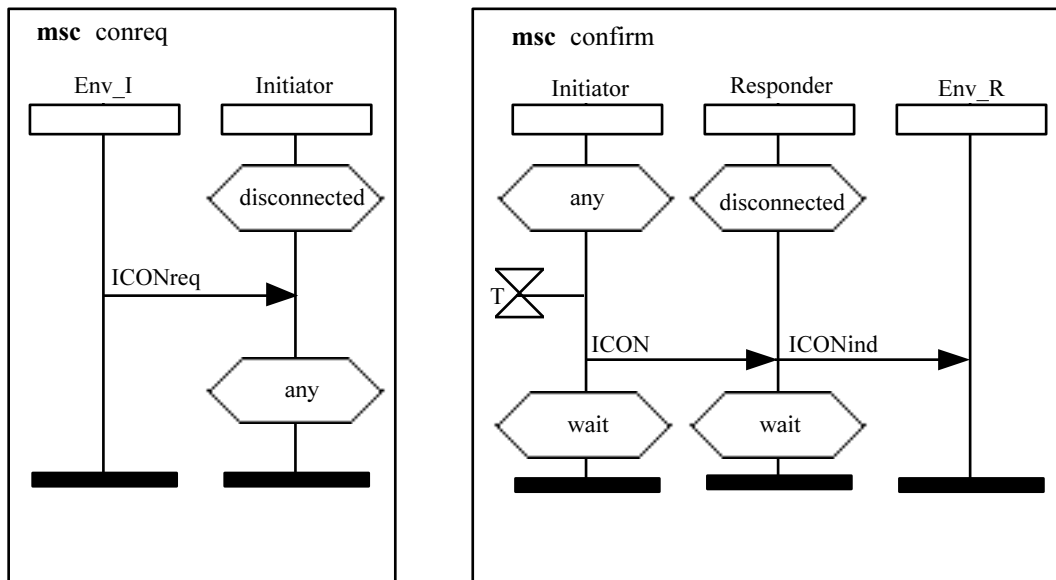 msc conreq
Env_I Initiator
disconnected
ICONreq
any
msc confirm
Initiator Responder Env_R
any disconnected
T
ICON ICONind
wait wait